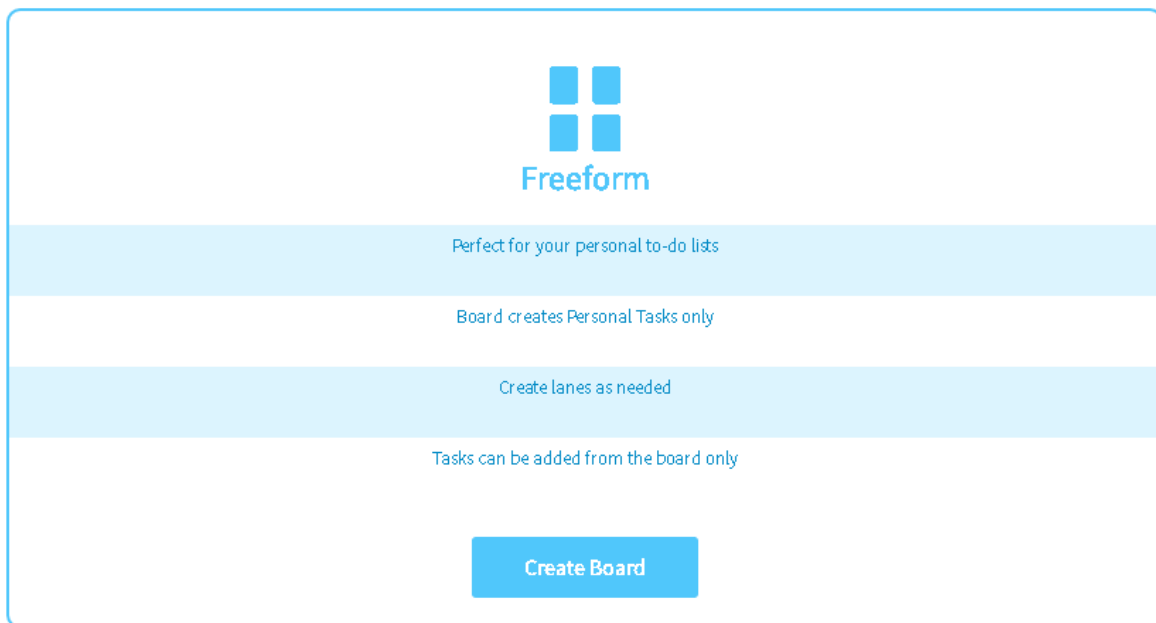 Freeform
Perfect for your personal to-do lists
Board creates Personal Tasks only
Create lanes as needed
Tasks can be added from the board only
Create Board